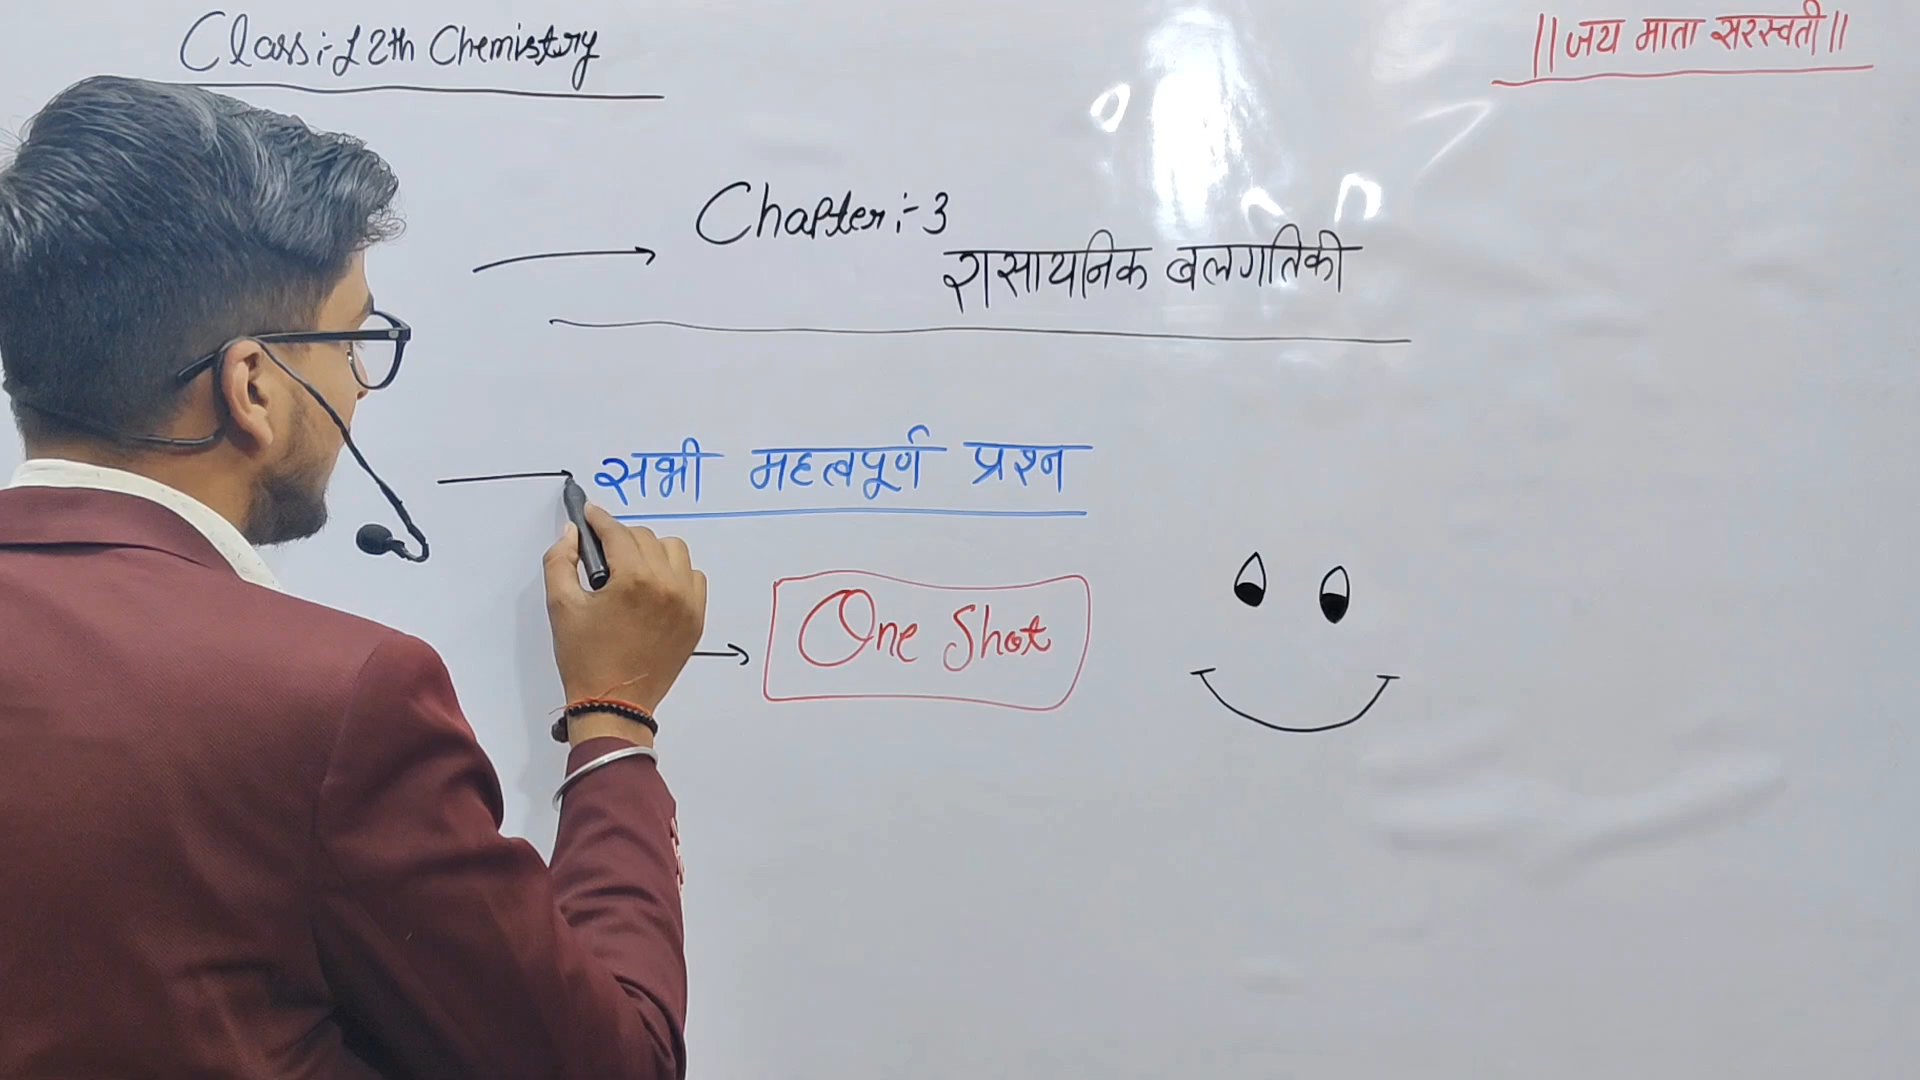 Class:-12th Chemistry
||जय माता सरस्वती||
Chapter:-3
रासायनिक बलगतिकी
सभी महत्वपूर्ण प्रश्न
One Shot